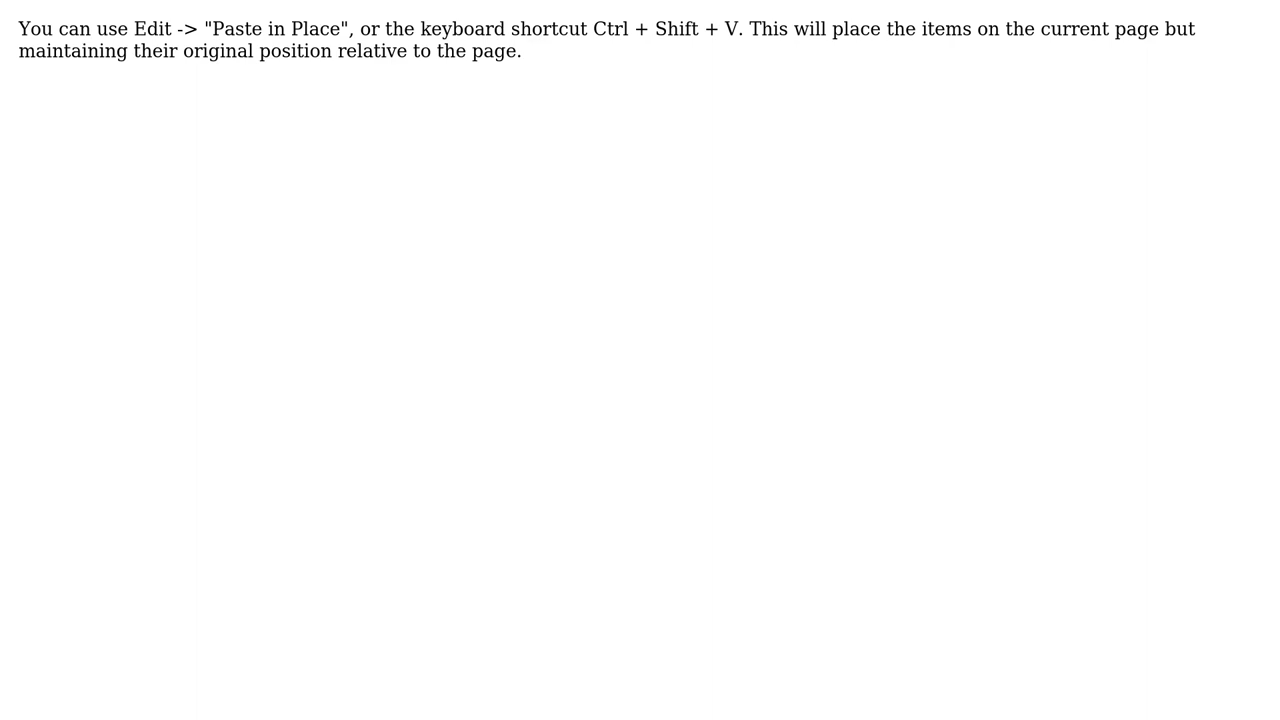 You can use Edit -> "Paste in Place", or the keyboard shortcut Ctrl + Shift + V. This will place the items on the current page but
maintaining their original position relative to the page.